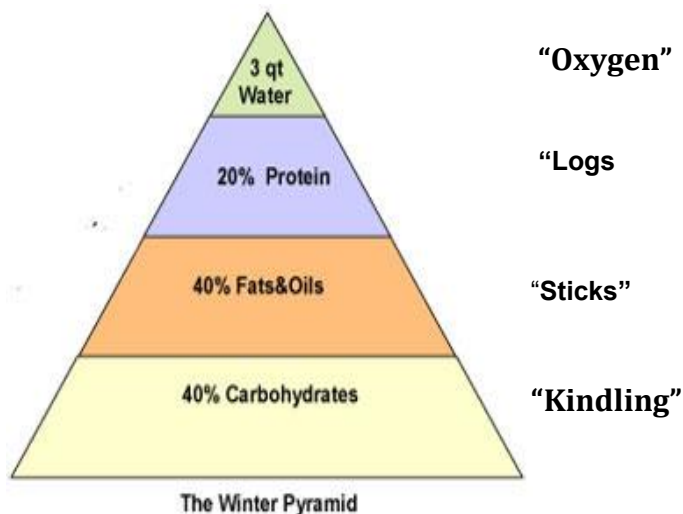 3 qt
Water
“Oxygen”
20% Protein
“Logs
40% Fats&Oils
“Sticks”
40% Carbohydrates
“Kindling”
The Winter Pyramid